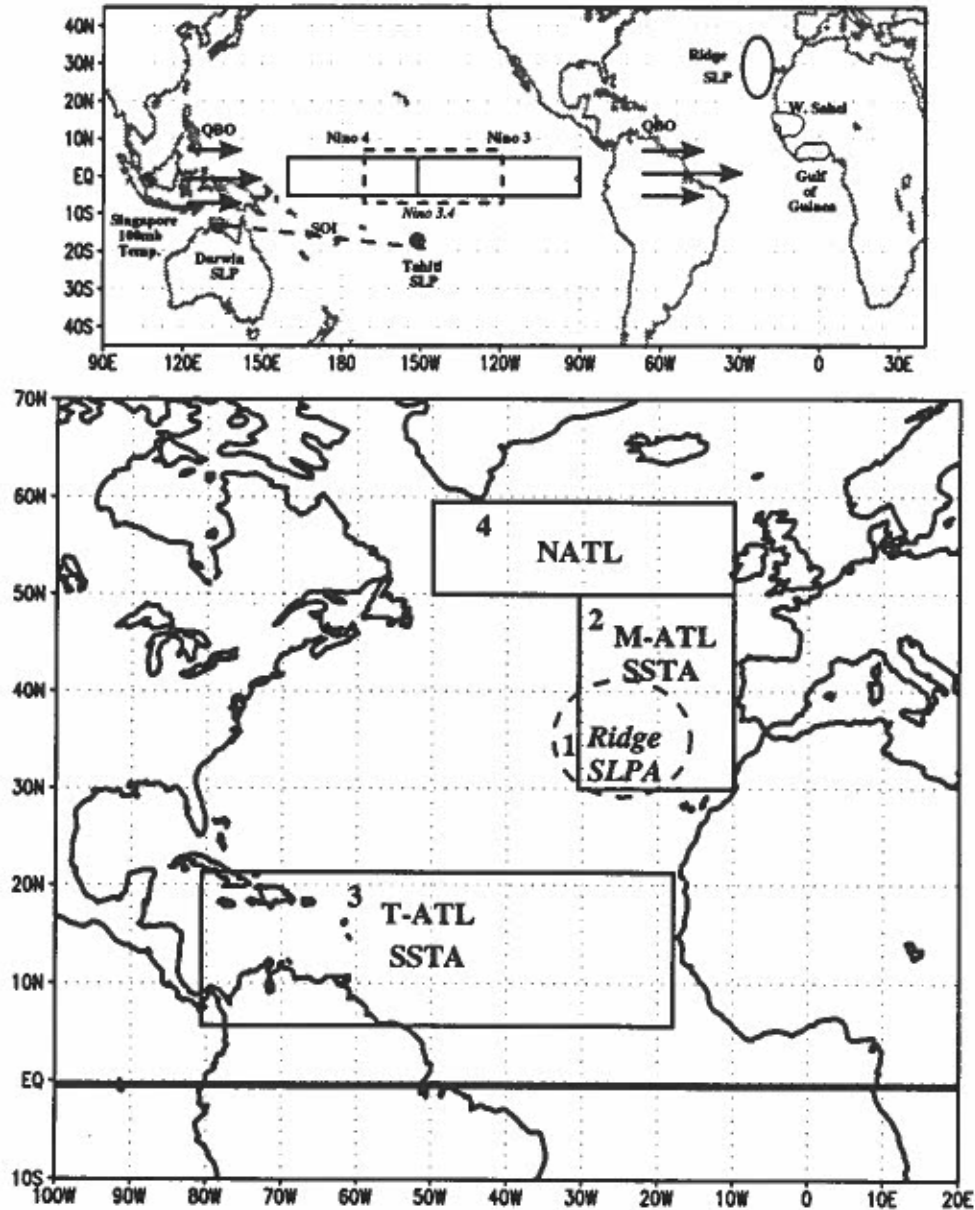 40N
30N
20N
10N
EQ
10S
20S
30S
40S
QBO
Nino 4
Nino 3
QBO
Ridge
SLP
W. Sahel
Gulf
of
Guinea
Nino 3.4
Singapore
100mb
Temp.
SOI
Darwin
SLP
Tahiti
SLP
90E 120E 150E 180 150W 120W 90W 60W 30W 0 30E
70N
60N
50N
40N
30N
20N
10N
EQ
10S
4
NATL
2
M-ATL
SSTA
1 Ridge
SLPA
3
T-ATL
SSTA
100W 90W 80W 70W 60W 50W 40W 30W 20W 10W 0 10E 20E